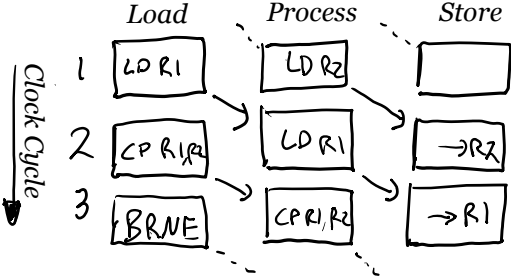 Load Process Store
1 LD R1 LD R2
Clock Cycle
2 CP R1,R2 LD R1 →R2
3 BRNE CP R1,R2 →R1